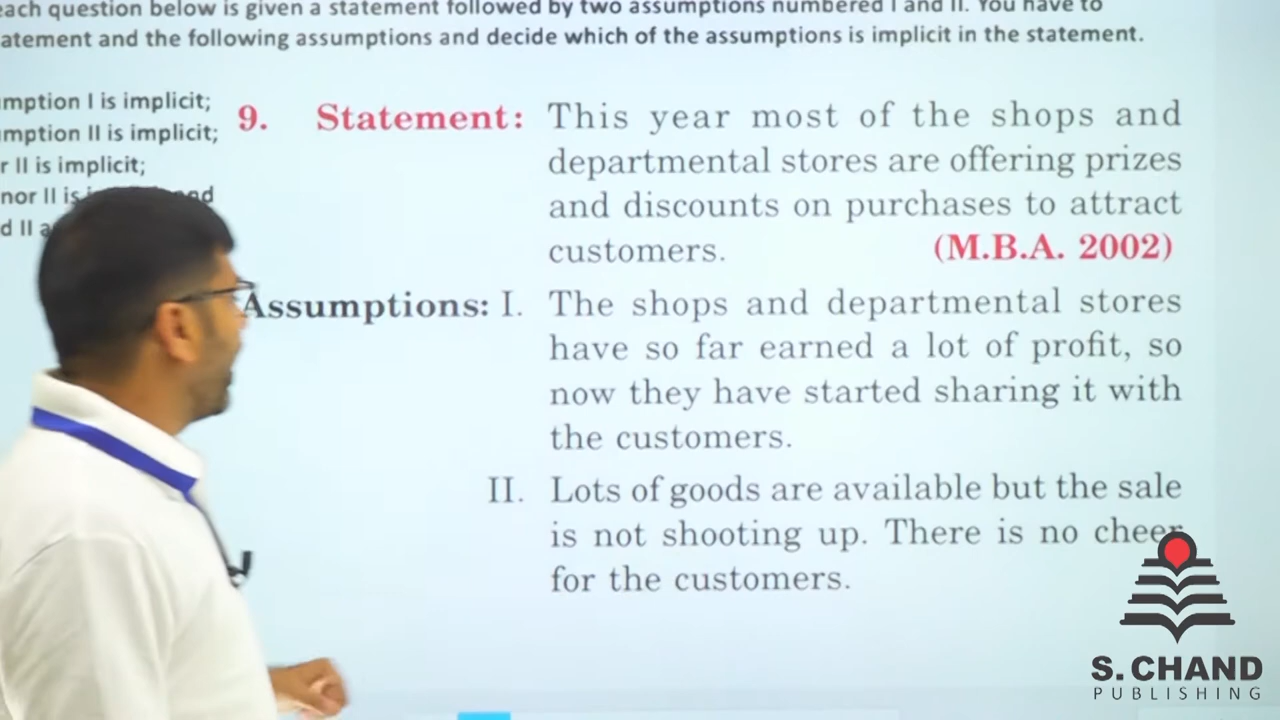 each question below is given a statement followed by two assumptions numbered I and II. You have to
atement and the following assumptions and decide which of the assumptions is implicit in the statement.
mption I is implicit;
mption II is implicit;
r II is implicit;
nor II is
d II a
9. Statement: This year most of the shops and
departmental stores are offering prizes
and discounts on purchases to attract
customers. (M.B.A. 2002)
Assumptions: I. The shops and departmental stores
have so far earned a lot of profit, so
now they have started sharing it with
the customers.
II. Lots of goods are available but the sale
is not shooting up. There is no cheer
for the customers.
S. CHAND
PUBLISHING